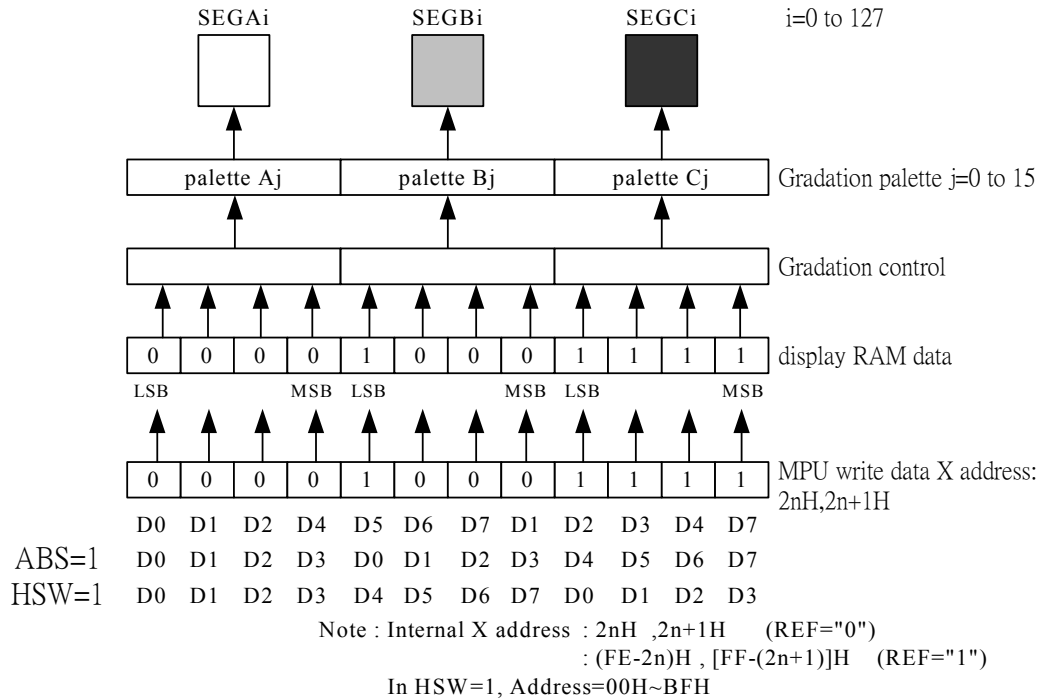 SEGAi SEGBi SEGCi i=0 to 127
palette Aj palette Bj palette Cj Gradation palette j=0 to 15
Gradation control
0 0 0 0 1 0 0 0 1 1 1 1 display RAM data
LSB MSB LSB MSB LSB MSB
0 0 0 0 1 0 0 0 1 1 1 1 MPU write data X address:
2nH,2n+1H
D0 D1 D2 D4 D5 D6 D7 D1 D2 D3 D4 D7
ABS=1 D0 D1 D2 D3 D0 D1 D2 D3 D4 D5 D6 D7
HSW=1 D0 D1 D2 D3 D4 D5 D6 D7 D0 D1 D2 D3
Note : Internal X address : 2nH ,2n+1H (REF="0")
: (FE-2n)H , [FF-(2n+1)]H (REF="1")
In HSW=1, Address=00H~BFH